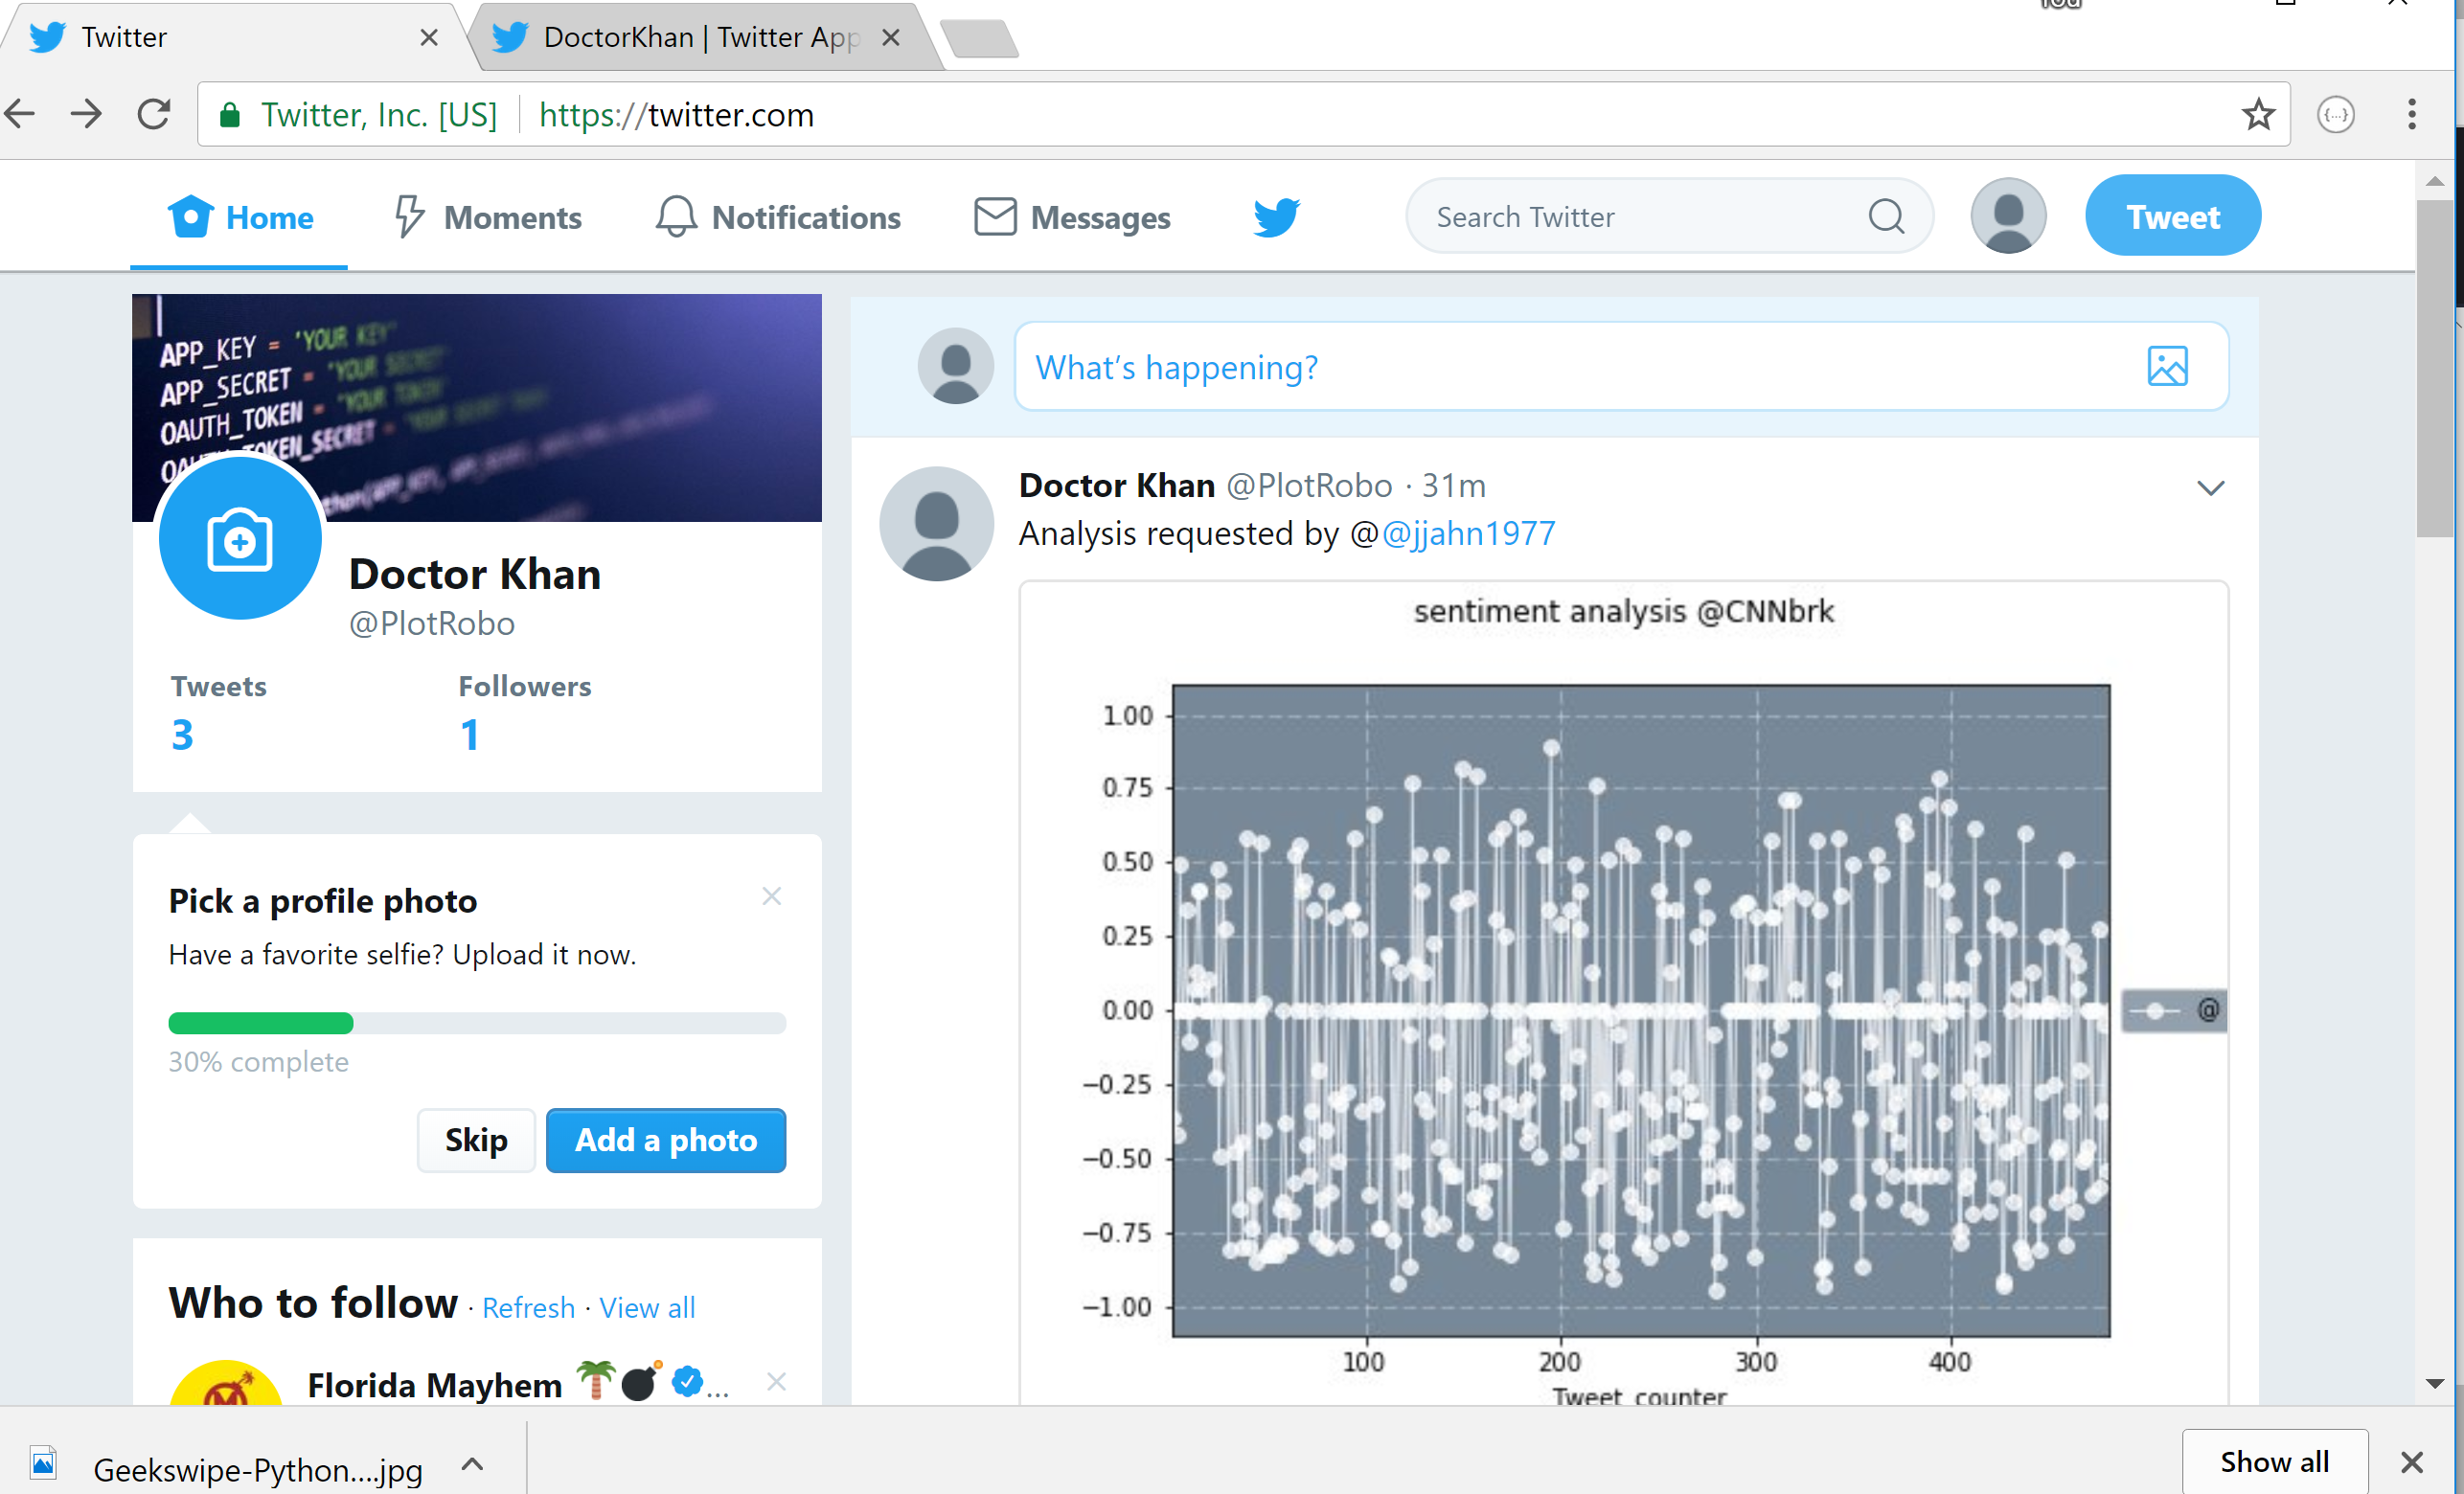 Twitter
DoctorKhan | Twitter App
Twitter, Inc. [US] https://twitter.com
Home Moments Notifications Messages Search Twitter Tweet
APP_KEY = 'YOUR KEY'
APP_SECRET = 'YOUR SECRET'
OAUTH_TOKEN = 'YOUR TOKEN'
Doctor Khan
@PlotRobo
Tweets Followers
3 1
Pick a profile photo
Have a favorite selfie? Upload it now.
30% complete
Skip Add a photo
Who to follow · Refresh · View all
Florida Mayhem ...
What's happening?
Doctor Khan @PlotRobo · 31m
Analysis requested by @@jjahn1977
sentiment analysis @CNNbrk
1.00
0.75
0.50
0.25
0.00
−0.25
−0.50
−0.75
−1.00
100 200 300 400
Tweet counter
@
Geekswipe-Python....jpg
Show all